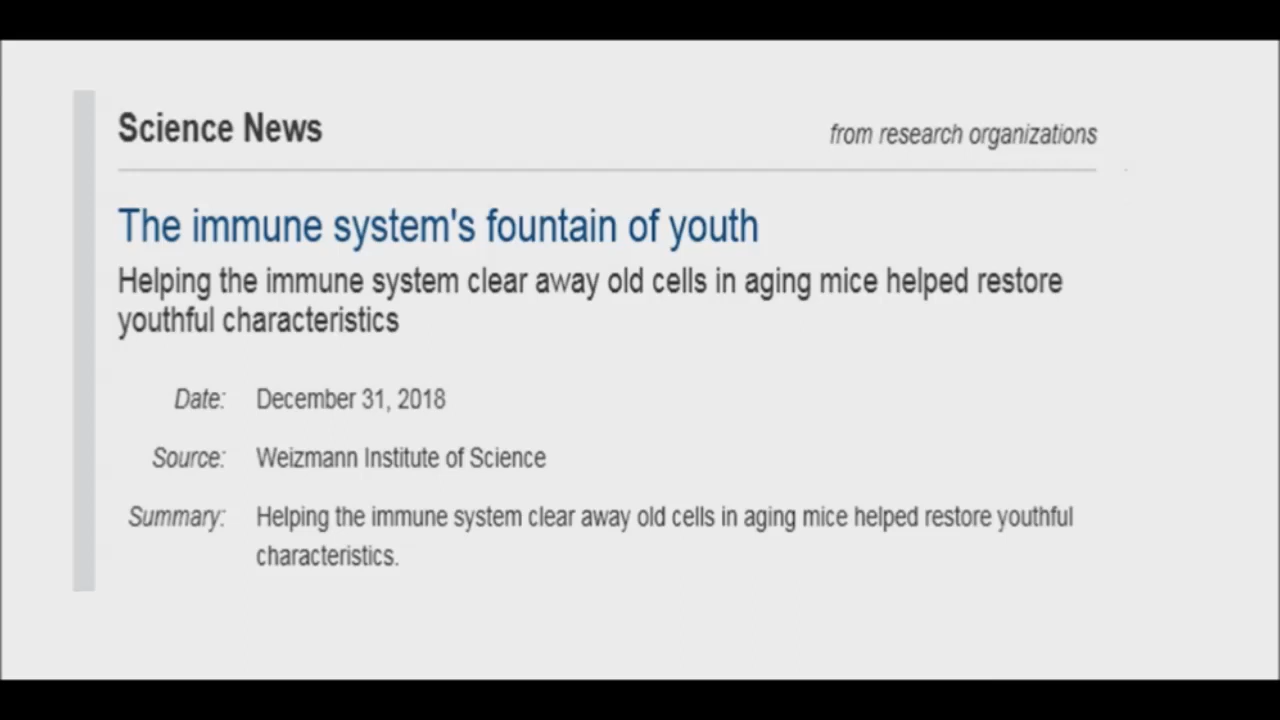 Science News
from research organizations
The immune system's fountain of youth
Helping the immune system clear away old cells in aging mice helped restore
youthful characteristics
Date: December 31, 2018
Source: Weizmann Institute of Science
Summary: Helping the immune system clear away old cells in aging mice helped restore youthful
characteristics.